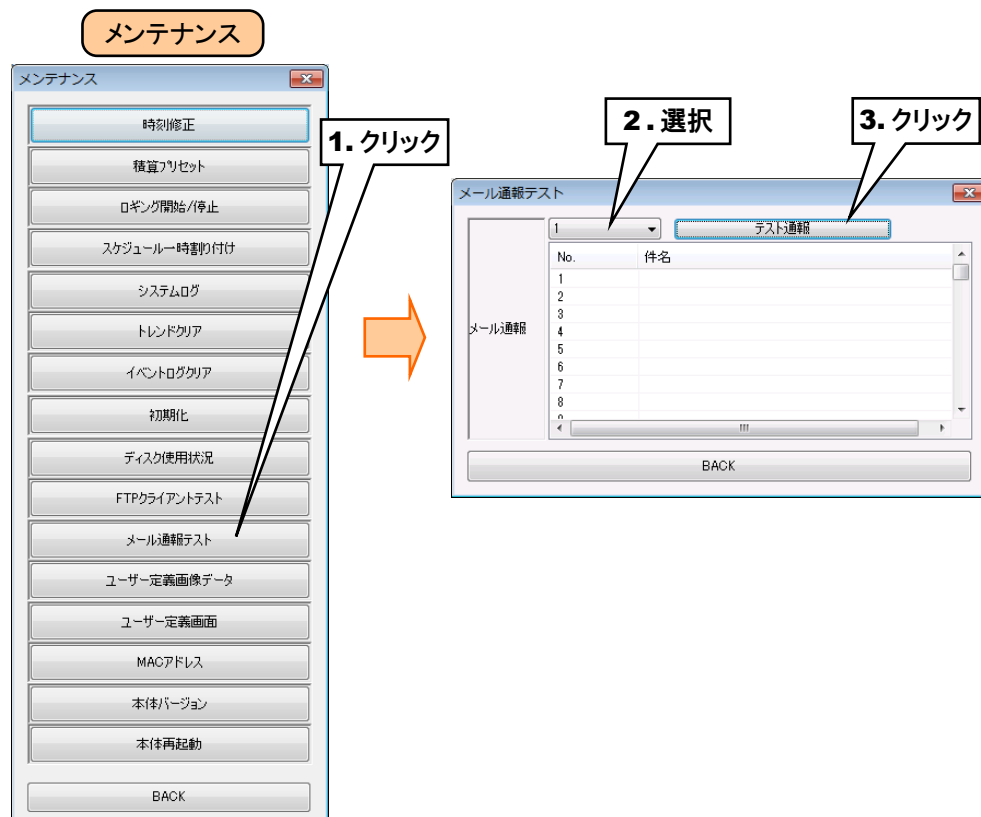 メンテナンス
メンテナンス
時刻修正
積算プリセット
ロギング開始/停止
スケジュール一時割り付け
システムログ
トレンドクリア
イベントログクリア
初期化
ディスク使用状況
FTPクライアントテスト
メール通報テスト
ユーザー定義画像データ
ユーザー定義画面
MACアドレス
本体バージョン
本体再起動
BACK
1. クリック
2. 選択
3. クリック
メール通報テスト
メール通報
1
テスト通報
No. 件名
1
2
3
4
5
6
7
8
9
BACK